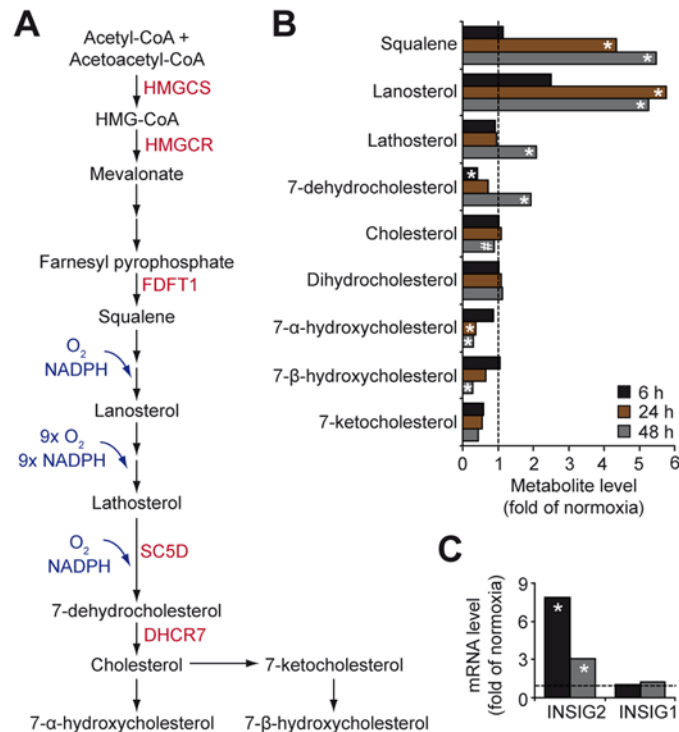 A
Acetyl-CoA +
Acetoacetyl-CoA
HMGCS
HMG-CoA
HMGCR
Mevalonate
Farnesyl pyrophosphate
FDFT1
Squalene
O2
NADPH
Lanosterol
9x O2
9x NADPH
Lathosterol
O2
NADPH
SC5D
7-dehydrocholesterol
DHCR7
Cholesterol
7-ketocholesterol
7-α-hydroxycholesterol
7-β-hydroxycholesterol
B
Squalene
*
*
Lanosterol
*
*
Lathosterol
*
7-dehydrocholesterol
*
*
Cholesterol
#
Dihydrocholesterol
7-α-hydroxycholesterol
*
*
7-β-hydroxycholesterol
*
7-ketocholesterol
6 h
24 h
48 h
0 1 2 3 4 5 6
Metabolite level
(fold of normoxia)
C
mRNA level
(fold of normoxia)
9
6
3
0
*
*
INSIG2 INSIG1